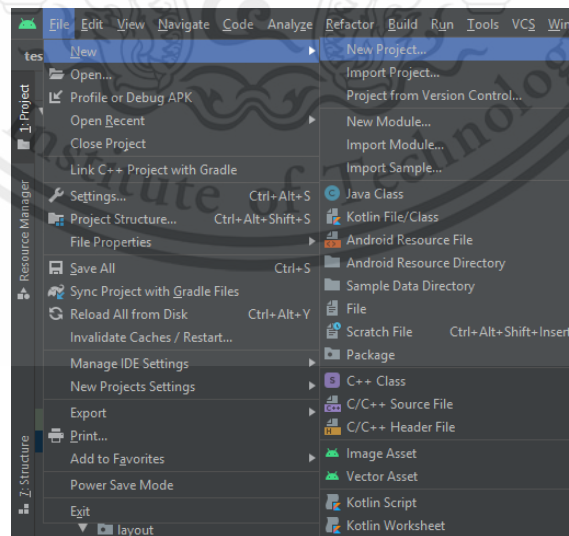 File Edit View Navigate Code Analyze Refactor Build Run Tools VCS Win
tes
1: Project
Resource Manager
7: Structure
New
Open...
Profile or Debug APK
Open Recent
Close Project
Link C++ Project with Gradle
Settings... Ctrl+Alt+S
Project Structure... Ctrl+Alt+Shift+S
File Properties
Save All Ctrl+S
Sync Project with Gradle Files
Reload All from Disk Ctrl+Alt+Y
Invalidate Caches / Restart...
Manage IDE Settings
New Projects Settings
Export
Print...
Add to Favorites
Power Save Mode
Exit
layout
New Project...
Import Project...
Project from Version Control...
New Module...
Import Module...
Import Sample...
Java Class
Kotlin File/Class
Android Resource File
Android Resource Directory
Sample Data Directory
File
Scratch File Ctrl+Alt+Shift+Insert
Package
C++ Class
C/C++ Source File
C/C++ Header File
Image Asset
Vector Asset
Kotlin Script
Kotlin Worksheet
stitute of Technolog